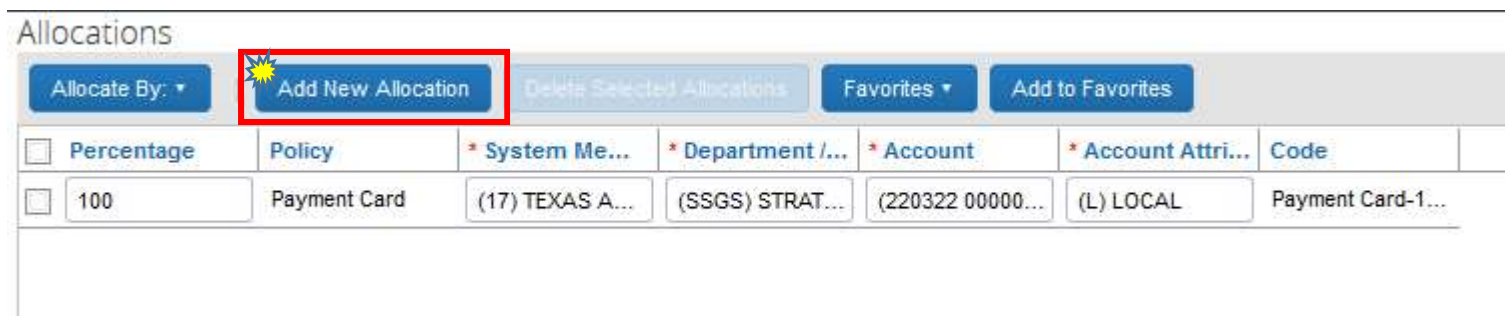 Allocations
Allocate By: ▾ Add New Allocation Delete Selected Allocations Favorites ▾ Add to Favorites
Percentage Policy * System Me... * Department /... * Account * Account Attri... Code
100 Payment Card (17) TEXAS A... (SSGS) STRAT... (220322 00000... (L) LOCAL Payment Card-1...